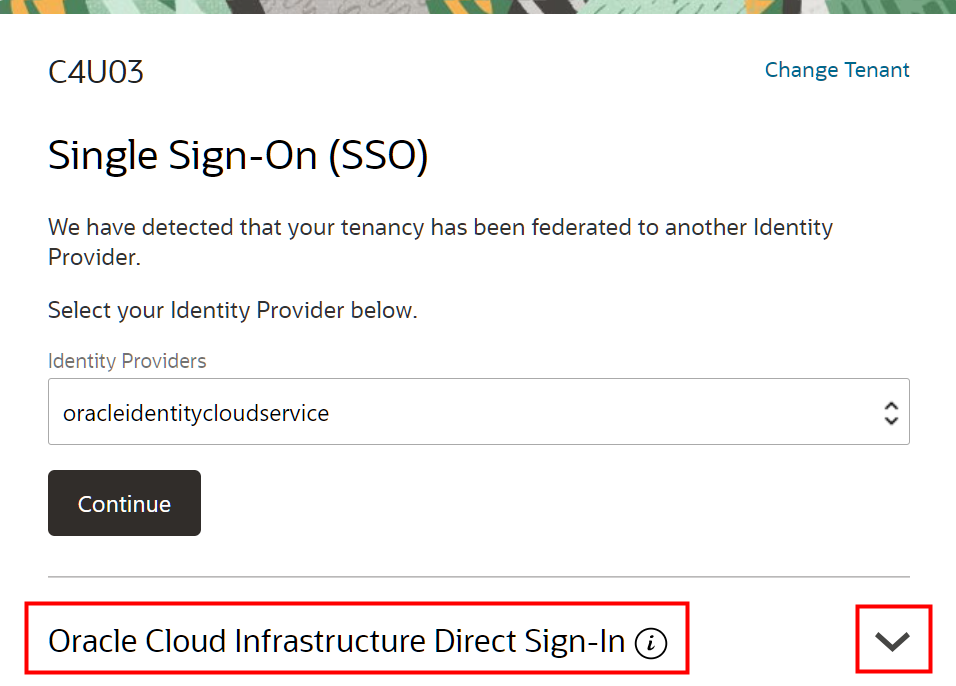 C4U03
Change Tenant
Single Sign-On (SSO)
We have detected that your tenancy has been federated to another Identity
Provider.
Select your Identity Provider below.
Identity Providers
oracleidentitycloudservice
Continue
Oracle Cloud Infrastructure Direct Sign-In i